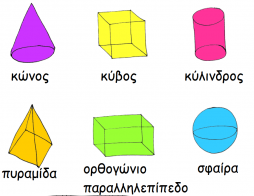 κώνος κύβος κύλινδρος
πυραμίδα ορθογώνιο παραλληλεπίπεδο σφαίρα